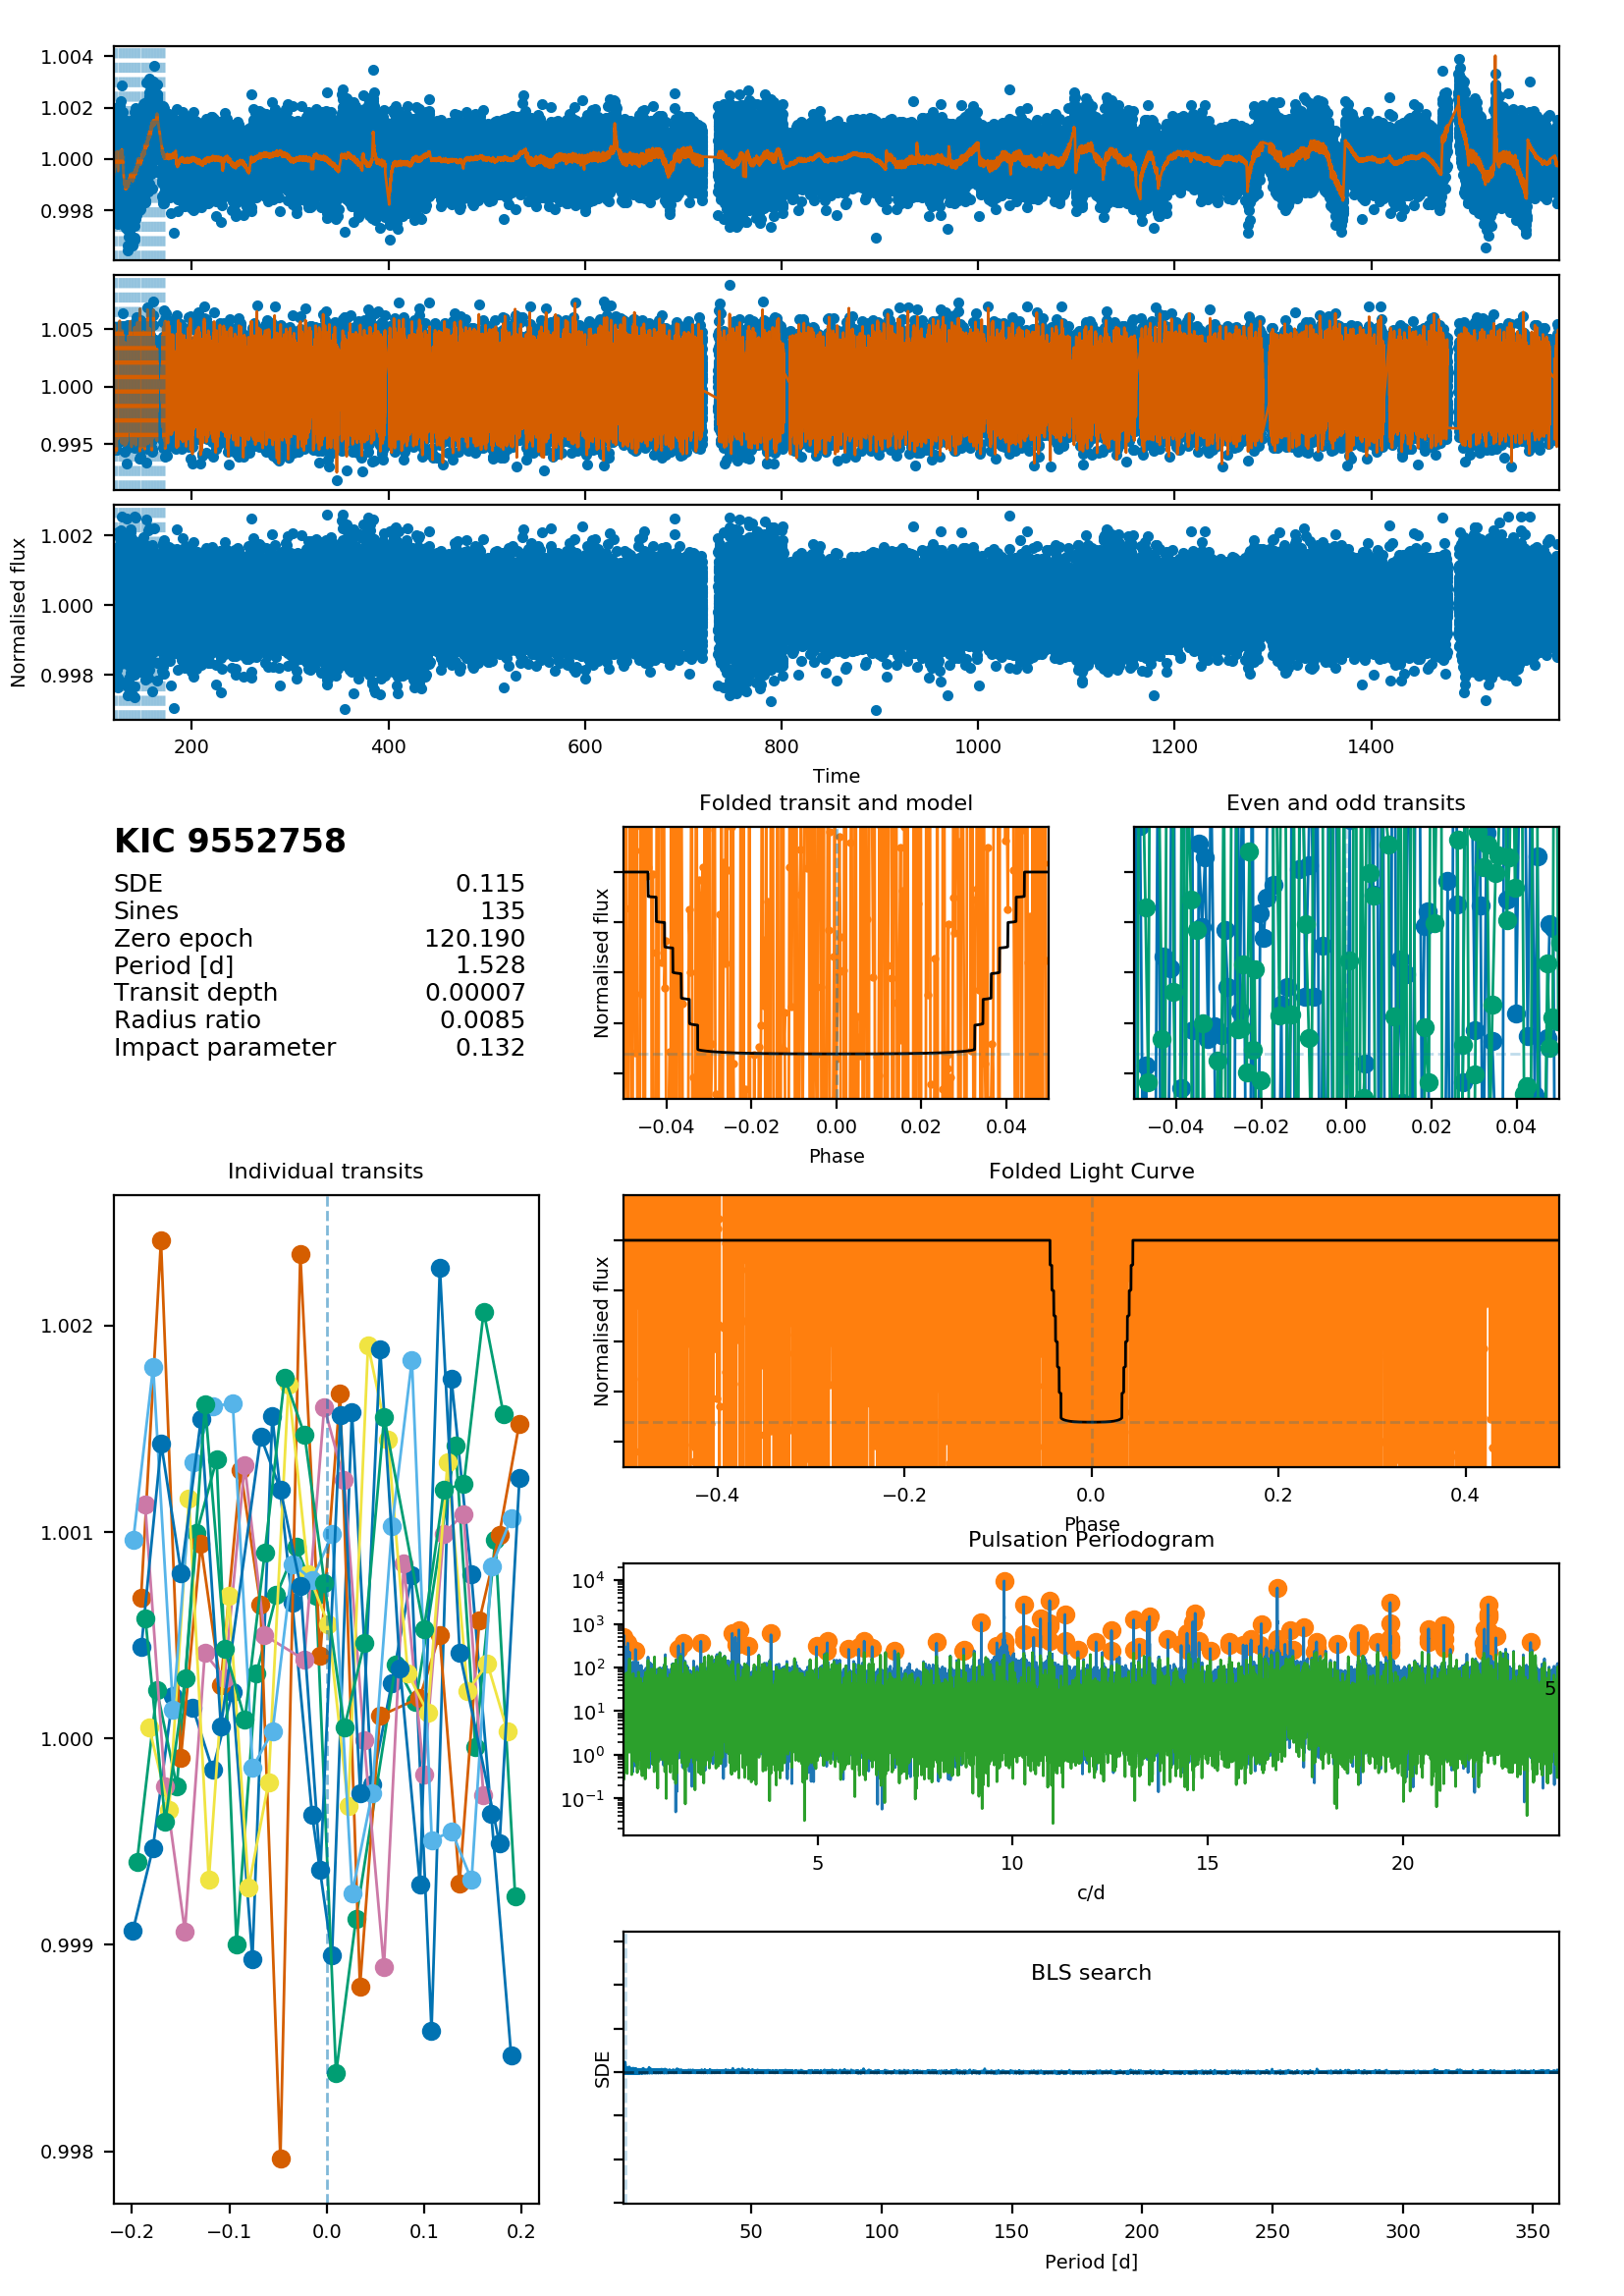 1.004
1.002
1.000
0.998
1.005
1.000
0.995
1.002
1.000
0.998
Normalised flux
200 400 600 800 1000 1200 1400
Time
KIC 9552758
SDE 0.115
Sines 135
Zero epoch 120.190
Period [d] 1.528
Transit depth 0.00007
Radius ratio 0.0085
Impact parameter 0.132
Folded transit and model
Normalised flux
−0.04 −0.02 0.00 0.02 0.04
Phase
Even and odd transits
−0.04 −0.02 0.00 0.02 0.04
Individual transits
1.002
1.001
1.000
0.999
0.998
−0.2 −0.1 0.0 0.1 0.2
Folded Light Curve
Normalised flux
−0.4 −0.2 0.0 0.2 0.4
Phase
Pulsation Periodogram
10⁴
10³
10²
10¹
10⁰
10⁻¹
5
5 10 15 20
c/d
BLS search
SDE
50 100 150 200 250 300 350
Period [d]